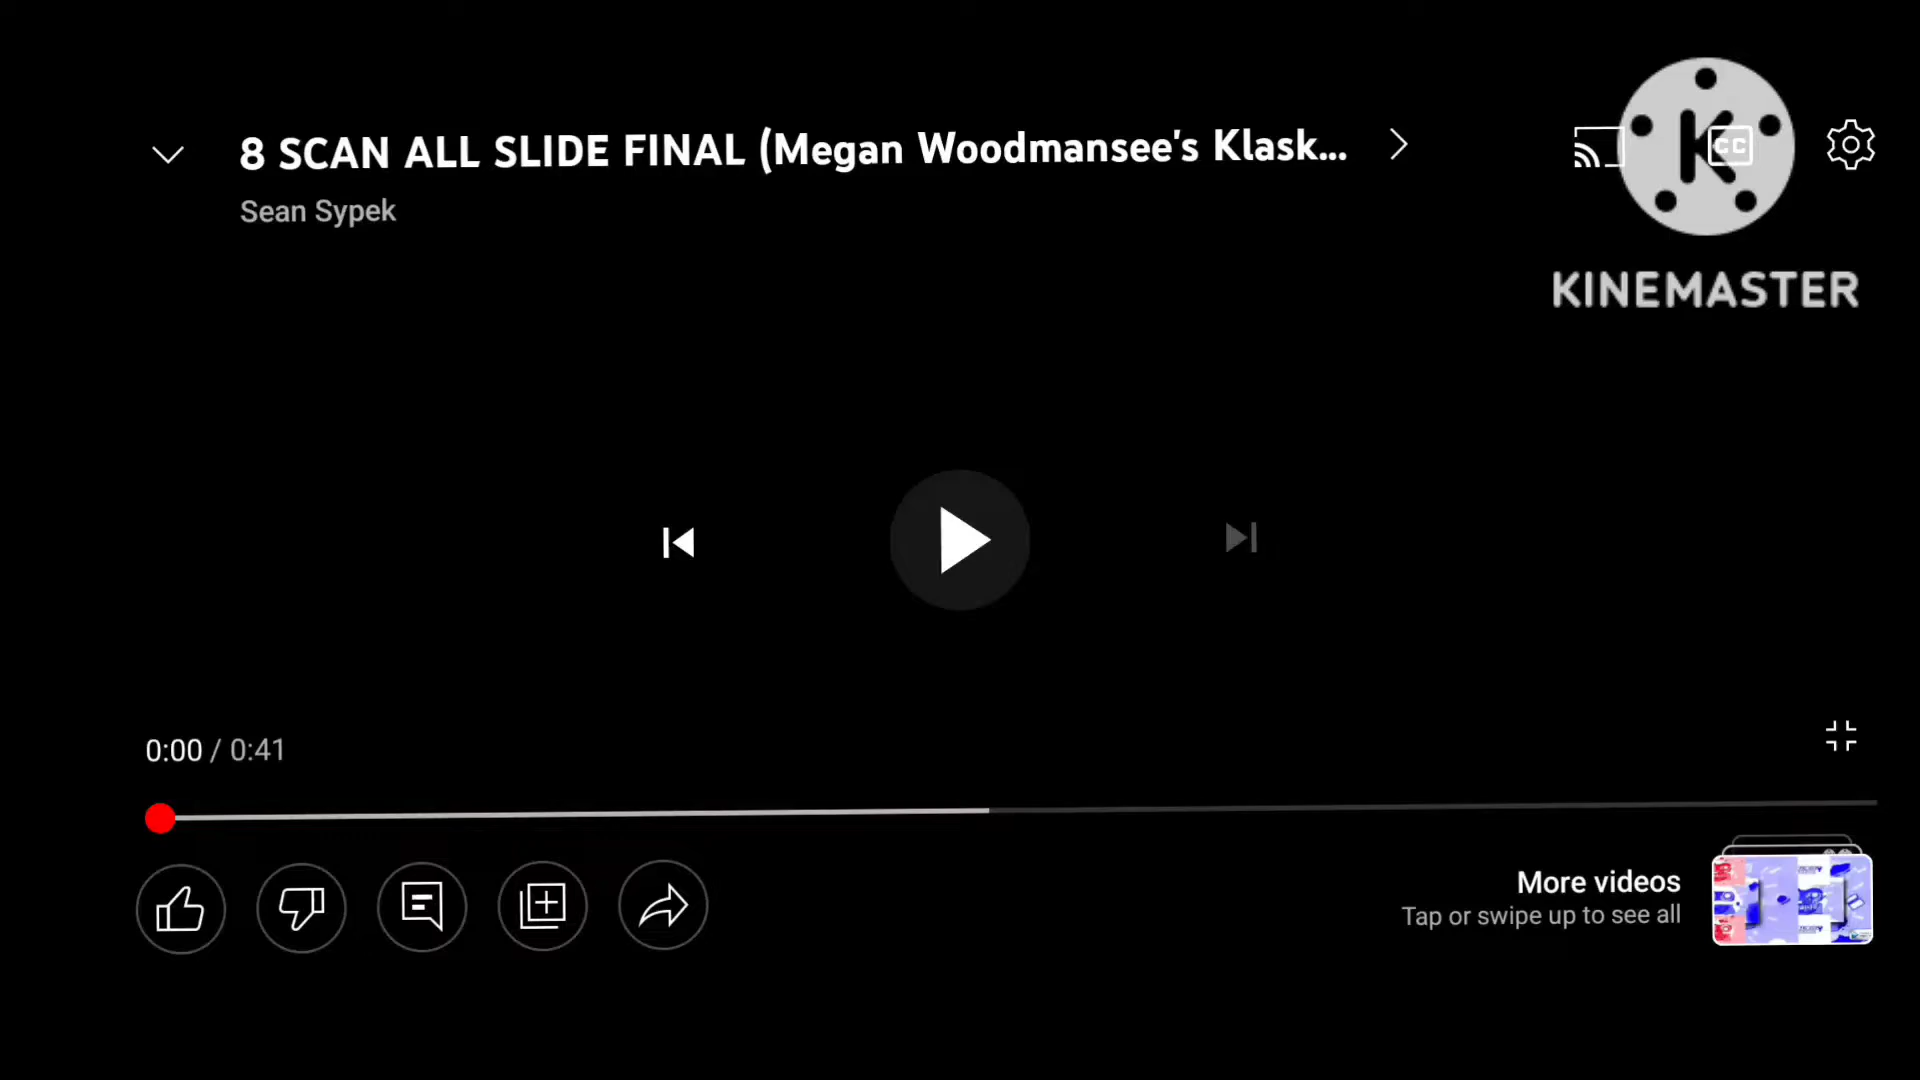 8 SCAN ALL SLIDE FINAL (Megan Woodmansee's Klask...
Sean Sypek
K
CC
KINEMASTER
0:00 / 0:41
More videos
Tap or swipe up to see all